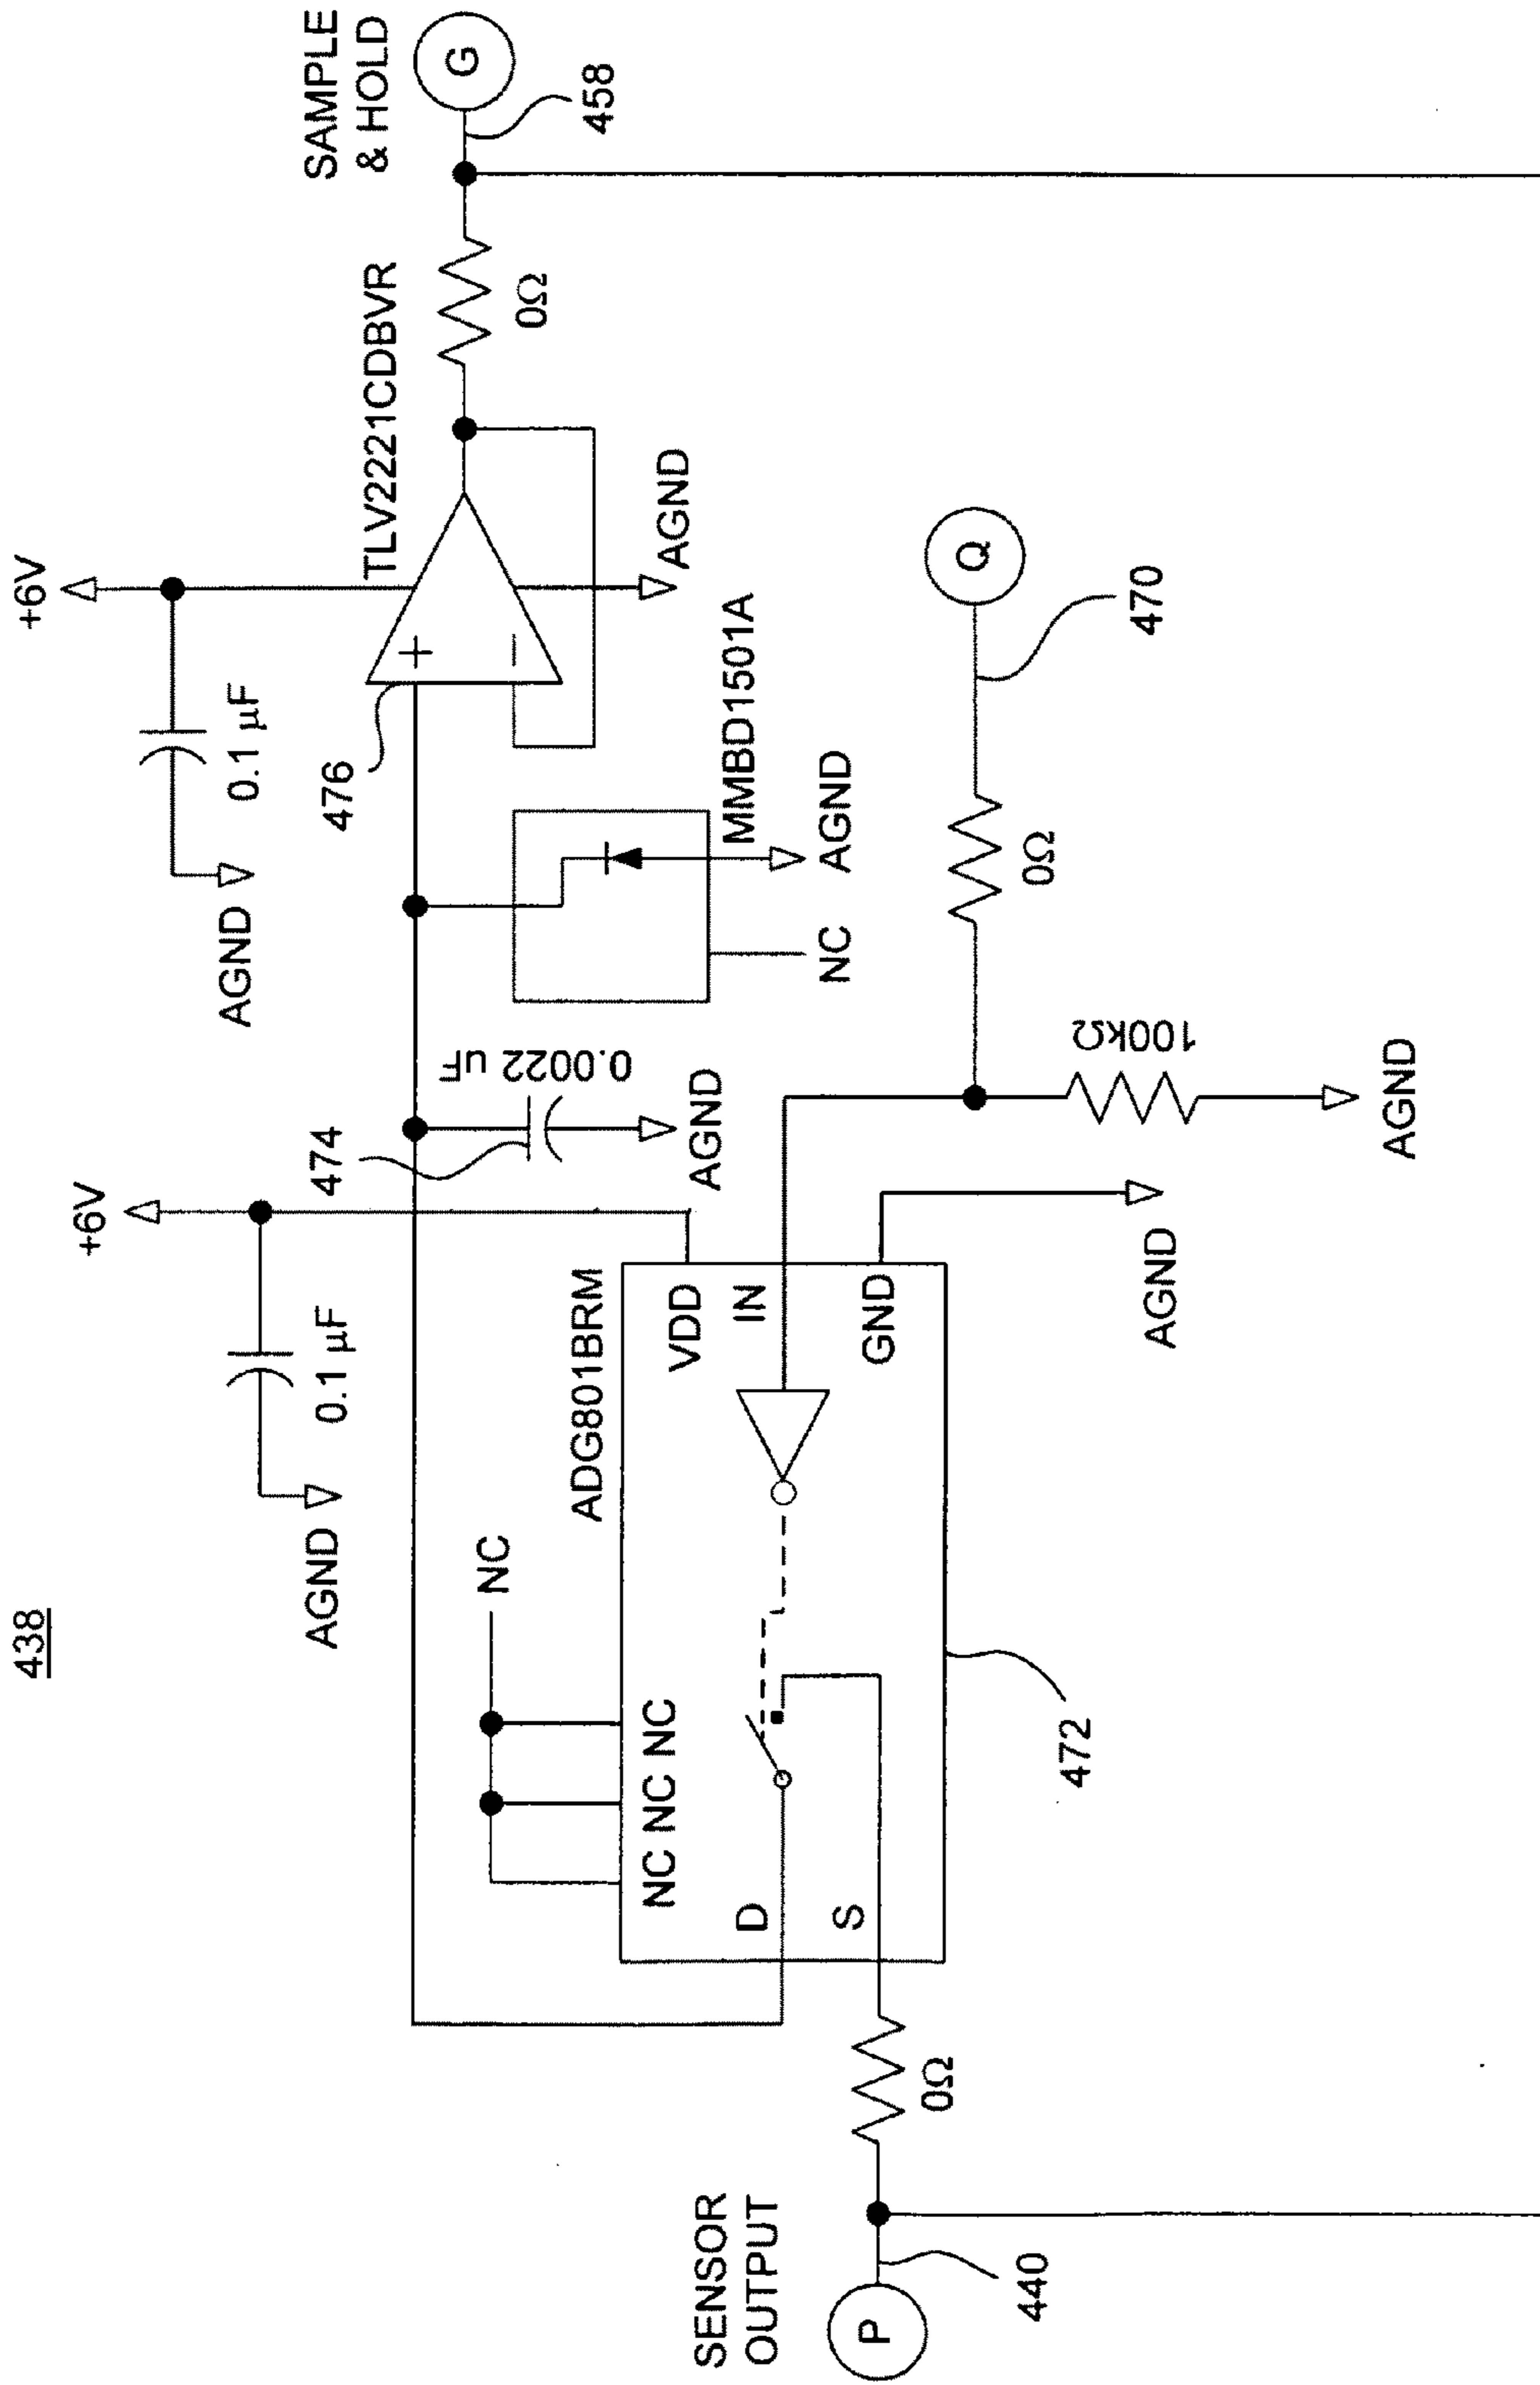 438
+6V
0.1 µF
AGND
+6V
0.1 µF
AGND
TLV2221CDBVR
SAMPLE
& HOLD
G
458
0Ω
476
474
0.0022 uF
AGND
MMBD1501A
NC
AGND
AGND
ADG801BRM
NC
NC NC NC
VDD
IN
GND
D
S
AGND
472
SENSOR
OUTPUT
P
440
0Ω
100kΩ
AGND
0Ω
Q
470